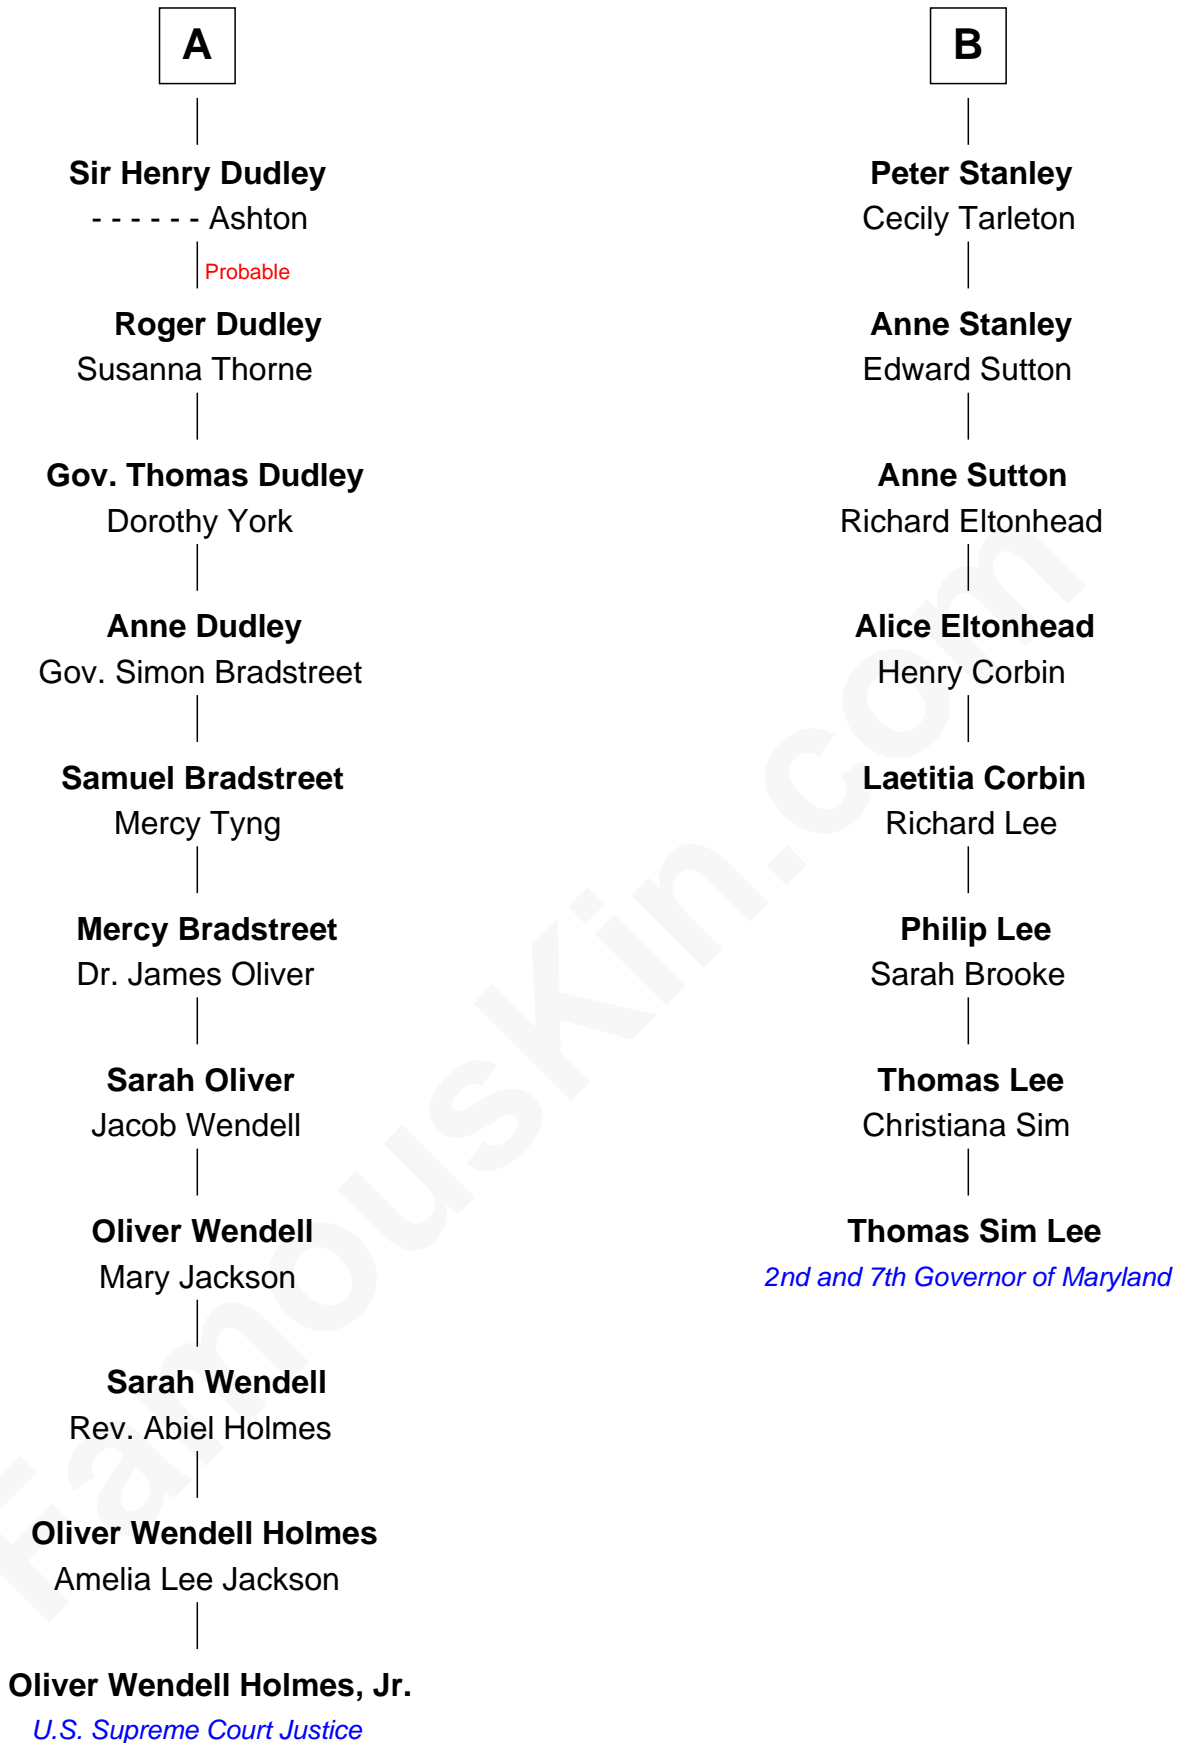 A
Sir Henry Dudley
- - - - - - Ashton
Probable
Roger Dudley
Susanna Thorne
Gov. Thomas Dudley
Dorothy York
Anne Dudley
Gov. Simon Bradstreet
Samuel Bradstreet
Mercy Tyng
Mercy Bradstreet
Dr. James Oliver
Sarah Oliver
Jacob Wendell
Oliver Wendell
Mary Jackson
Sarah Wendell
Rev. Abiel Holmes
Oliver Wendell Holmes
Amelia Lee Jackson
Oliver Wendell Holmes, Jr.
U.S. Supreme Court Justice
B
Peter Stanley
Cecily Tarleton
Anne Stanley
Edward Sutton
Anne Sutton
Richard Eltonhead
Alice Eltonhead
Henry Corbin
Laetitia Corbin
Richard Lee
Philip Lee
Sarah Brooke
Thomas Lee
Christiana Sim
Thomas Sim Lee
2nd and 7th Governor of Maryland
FamousKin.com